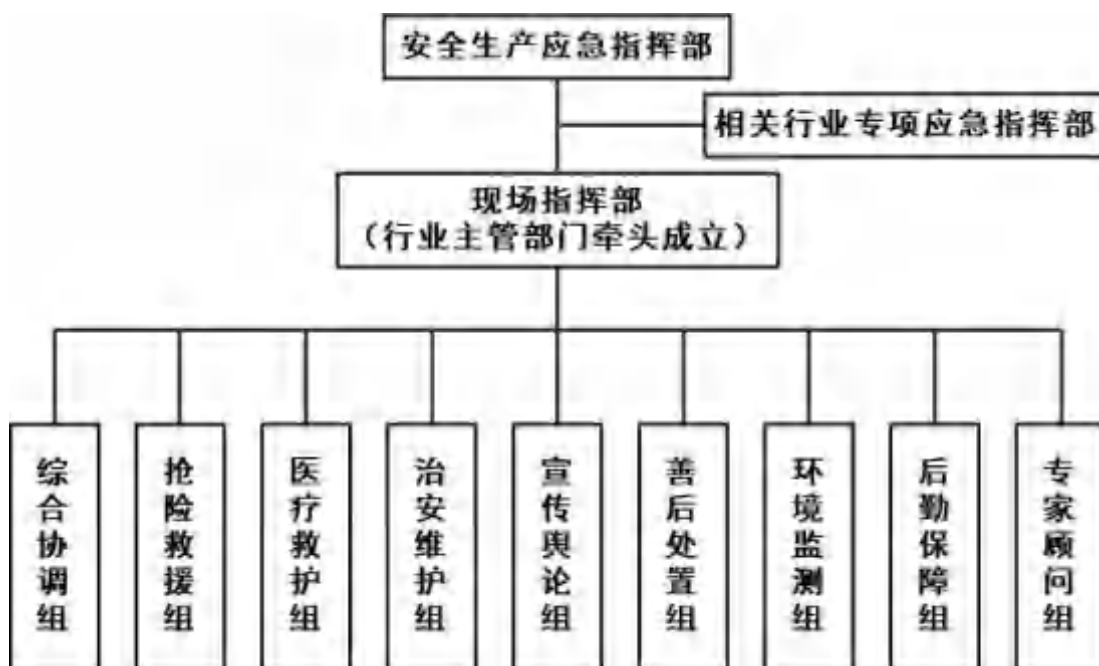 安全生产应急指挥部
相关行业专项应急指挥部
现场指挥部
（行业主管部门牵头成立）
综合协调组
抢险救援组
医疗救护组
治安维护组
宣传舆论组
善后处置组
环境监测组
后勤保障组
专家顾问组